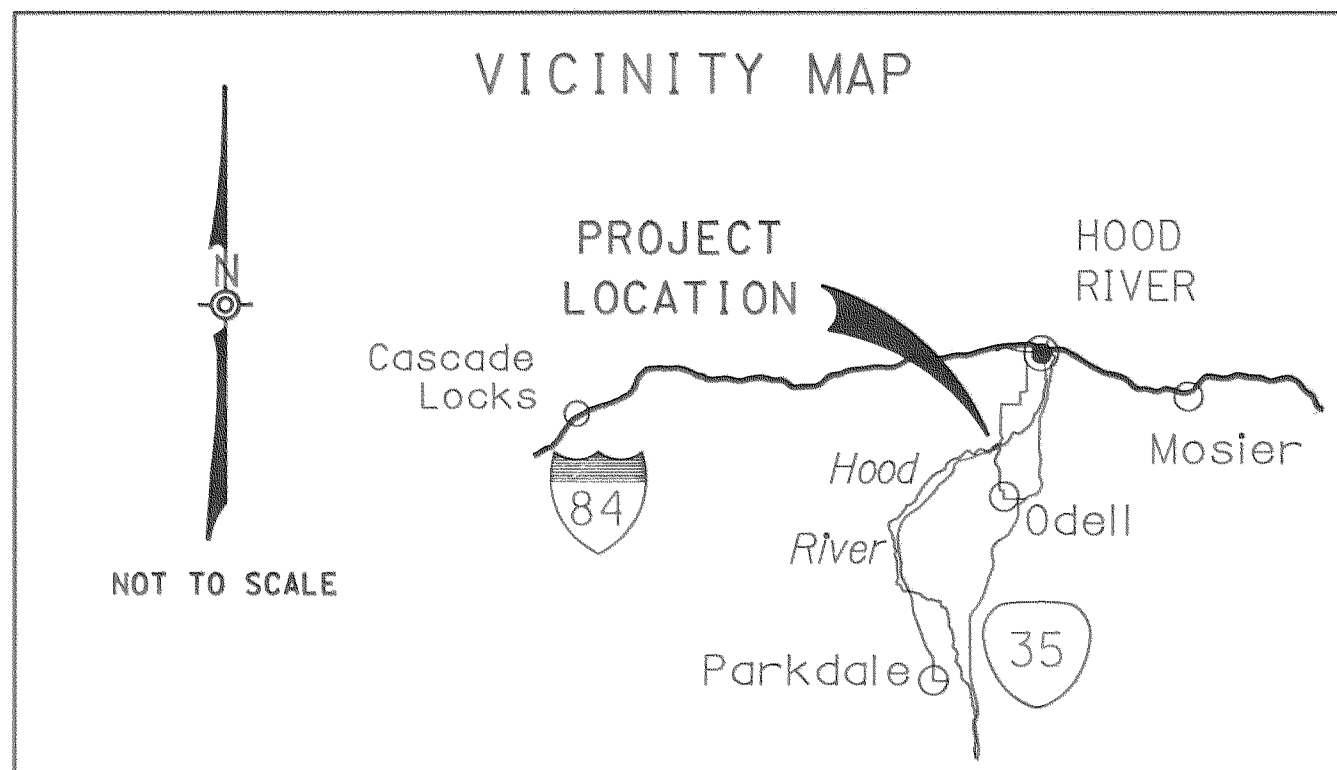 VICINITY MAP
N
NOT TO SCALE
PROJECT
LOCATION
HOOD
RIVER
Cascade
Locks
84
Hood
River
Mosier
Odell
Parkdale
35